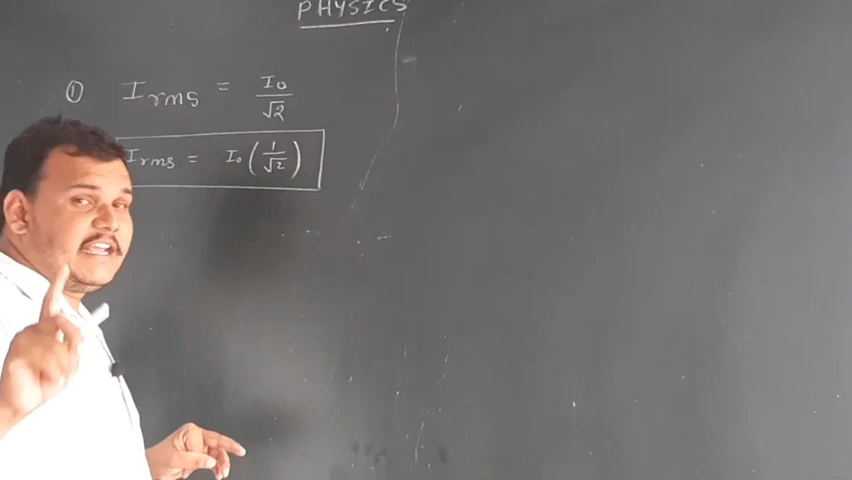 PHYSICS
① Irms = I₀/√2
Irms = I₀ (1/√2)